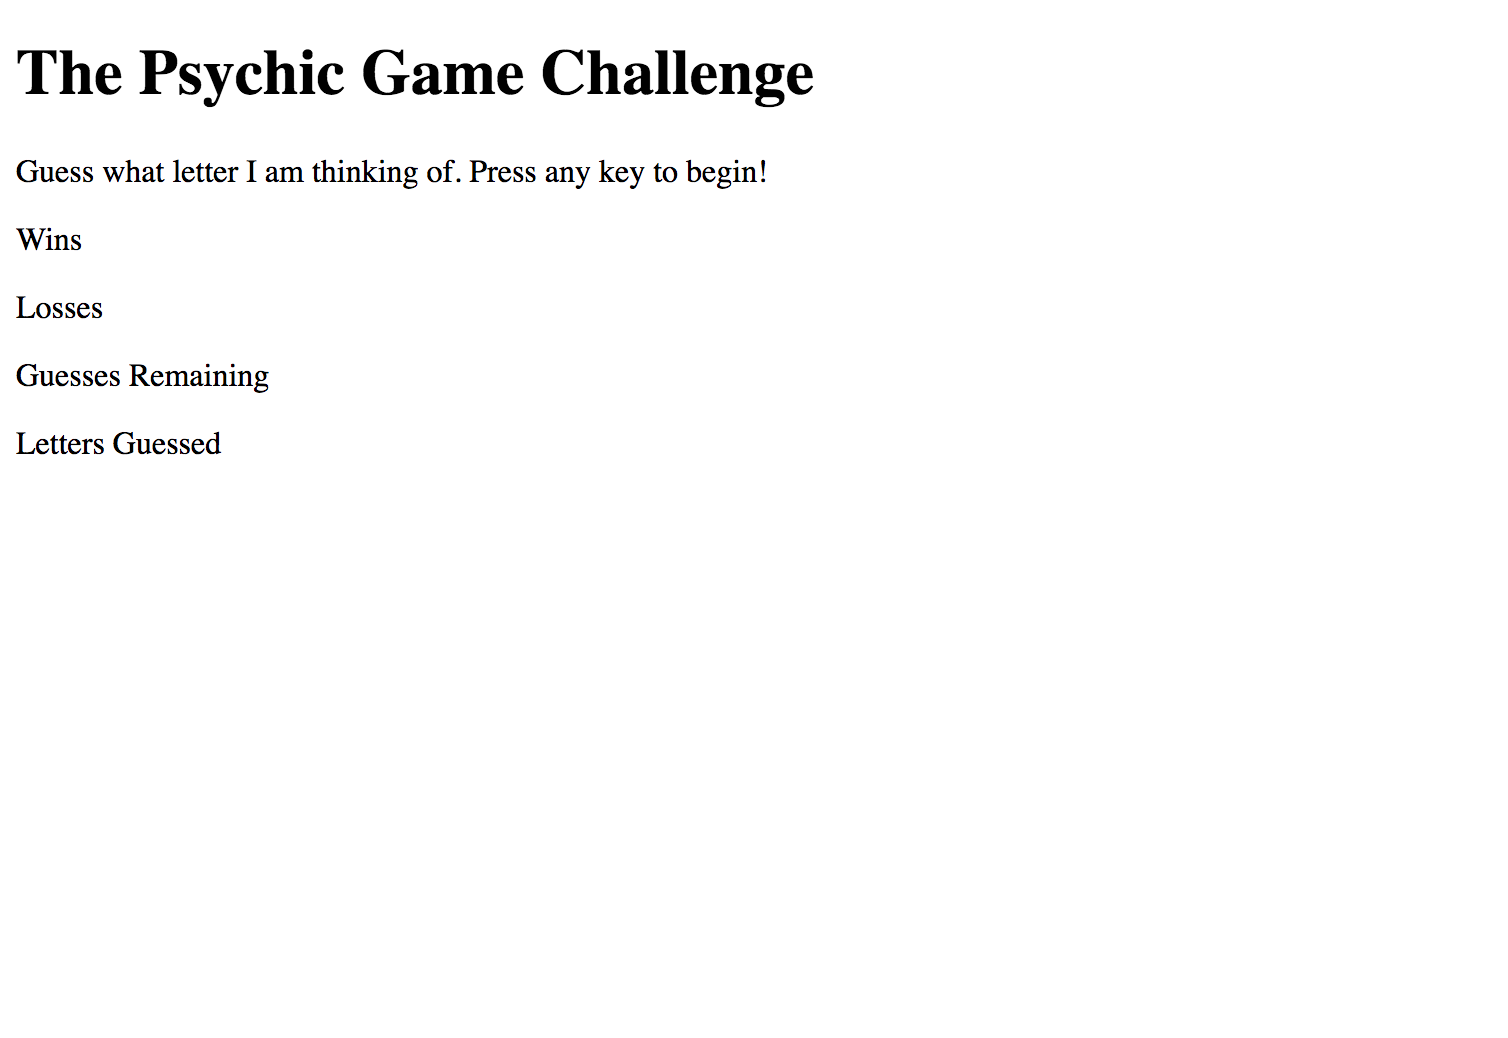 The Psychic Game Challenge
Guess what letter I am thinking of. Press any key to begin!
Wins
Losses
Guesses Remaining
Letters Guessed